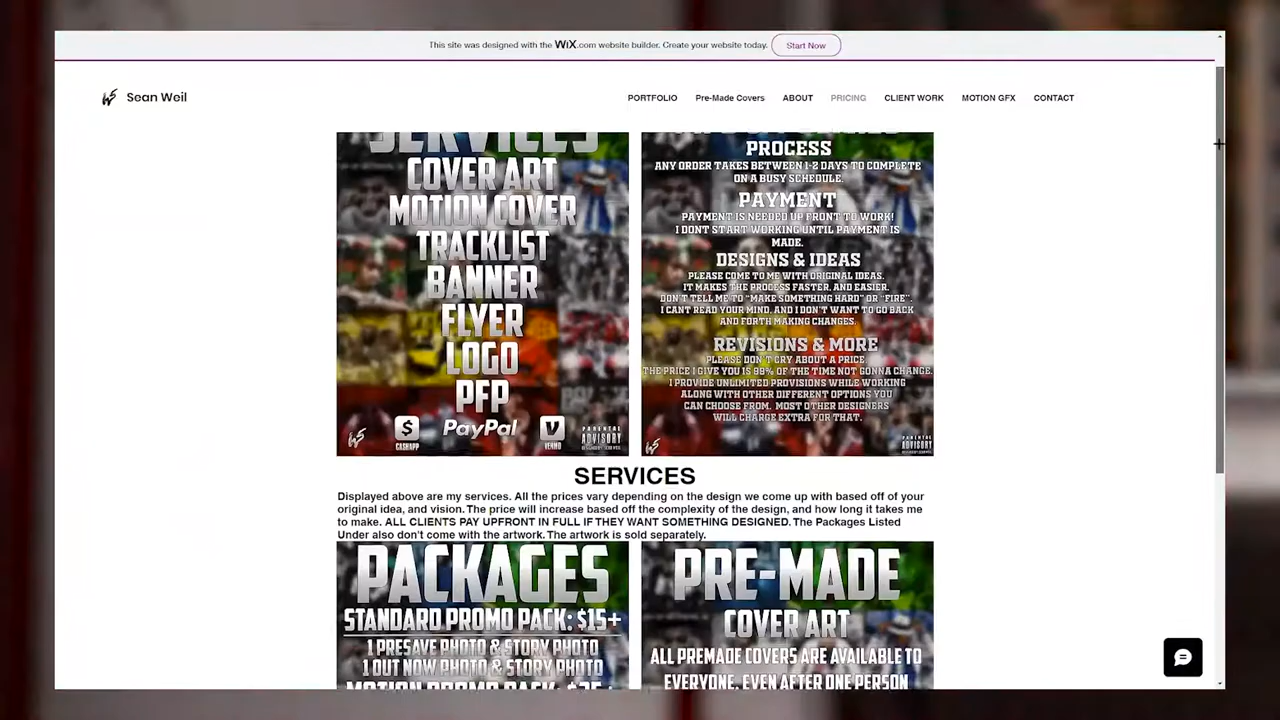 This site was designed with the WiX.com website builder. Create your website today. Start Now
Sean Weil
PORTFOLIO Pre-Made Covers ABOUT PRICING CLIENT WORK MOTION GFX CONTACT
SERVICES
COVER ART
MOTION COVER
TRACKLIST
BANNER
FLYER
LOGO
PFP
$ CASHAPP PayPal V VENMO PARENTAL ADVISORY
PROCESS
ANY ORDER TAKES BETWEEN 1-2 DAYS TO COMPLETE
ON A BUSY SCHEDULE.
PAYMENT
PAYMENT IS NEEDED UP FRONT TO WORK!
I DONT START WORKING UNTIL PAYMENT IS
MADE.
DESIGNS & IDEAS
PLEASE COME TO ME WITH ORIGINAL IDEAS.
IT MAKES THE PROCESS FASTER, AND EASIER.
DON'T TELL ME TO "MAKE SOMETHING HARD" OR "FIRE".
I CANT READ YOUR MIND, AND I DON'T WANT TO GO BACK
AND FORTH MAKING CHANGES.
REVISIONS & MORE
PLEASE DON'T CRY ABOUT A PRICE.
THE PRICE I GIVE YOU IS 99% OF THE TIME NOT GONNA CHANGE.
I PROVIDE UNLIMITED PROVISIONS WHILE WORKING
ALONG WITH OTHER DIFFERENT OPTIONS YOU
CAN CHOOSE FROM. MOST OTHER DESIGNERS
WILL CHARGE EXTRA FOR THAT.
PARENTAL
ADVISORY
SERVICES
Displayed above are my services. All the prices vary depending on the design we come up with based off of your
original idea, and vision. The price will increase based off the complexity of the design, and how long it takes me
to make. ALL CLIENTS PAY UPFRONT IN FULL IF THEY WANT SOMETHING DESIGNED. The Packages Listed
Under also don't come with the artwork. The artwork is sold separately.
PACKAGES
STANDARD PROMO PACK: $15+
1 PRESAVE PHOTO & STORY PHOTO
1 OUT NOW PHOTO & STORY PHOTO
MOTION PROMO PACK:
PRE-MADE
COVER ART
ALL PREMADE COVERS ARE AVAILABLE TO
EVERYONE, EVEN AFTER ONE PERSON